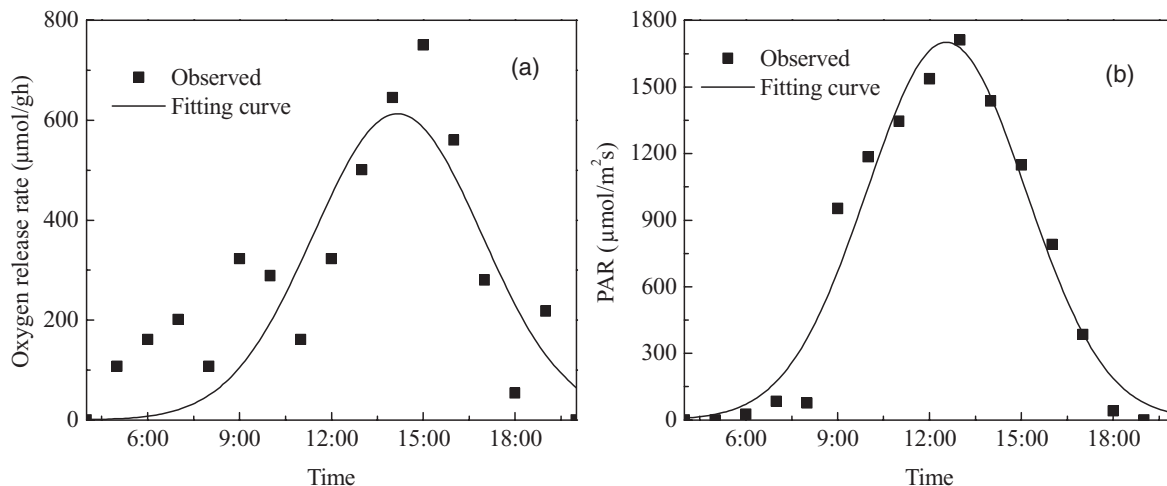 800
600
400
200
0
Oxygen release rate (μmol/gh)
Observed
Fitting curve
(a)
6:00 9:00 12:00 15:00 18:00
Time
1800
1500
1200
900
600
300
0
PAR (μmol/m²s)
Observed
Fitting curve
(b)
6:00 9:00 12:00 15:00 18:00
Time